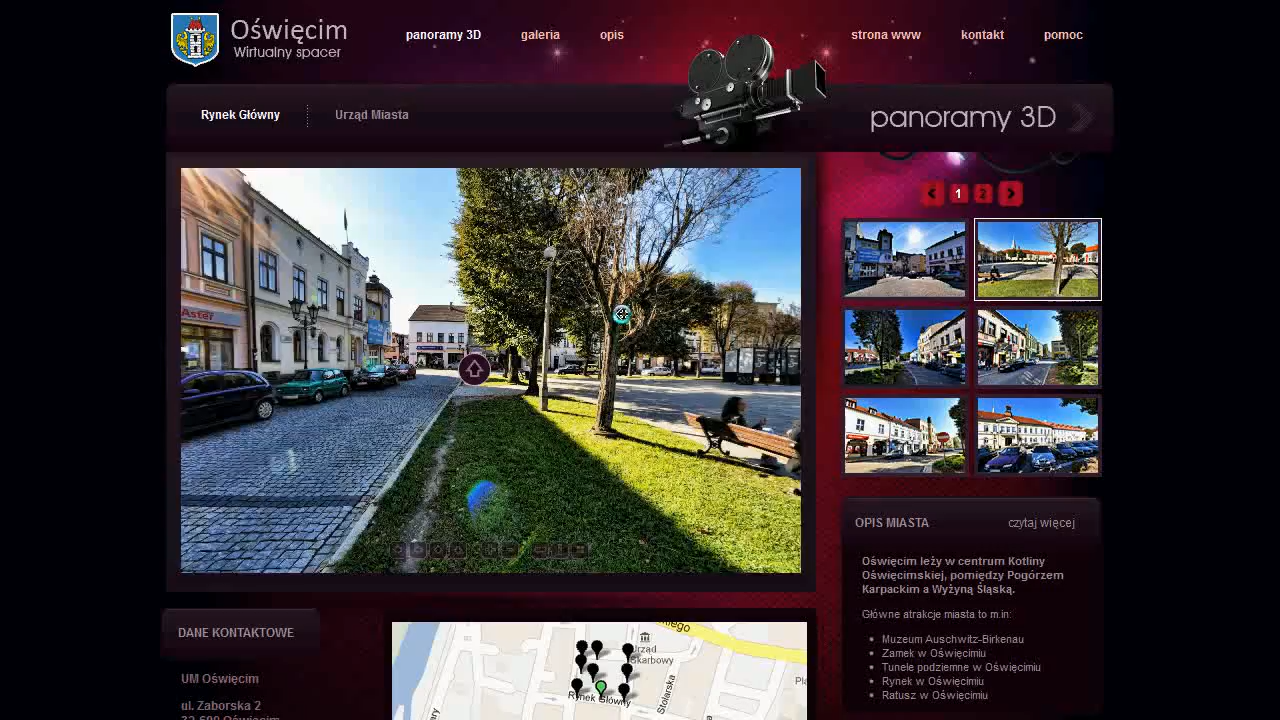 Oświęcim
Wirtualny spacer
panoramy 3D
galeria
opis
strona www
kontakt
pomoc
Rynek Główny
Urząd Miasta
panoramy 3D
1
2
Aster
OPIS MIASTA
czytaj więcej
Oświęcim leży w centrum Kotliny
Oświęcimskiej, pomiędzy Pogórzem
Karpackim a Wyżyną Śląską.
Główne atrakcje miasta to m.in:
Muzeum Auschwitz-Birkenau
Zamek w Oświęcimiu
Tunele podziemne w Oświęcimiu
Rynek w Oświęcimiu
Ratusz w Oświęcimiu
DANE KONTAKTOWE
UM Oświęcim
ul. Zaborska 2
32-600 Oświęcim
Urząd
Skarbowy
Rynek Główny
Stolarska